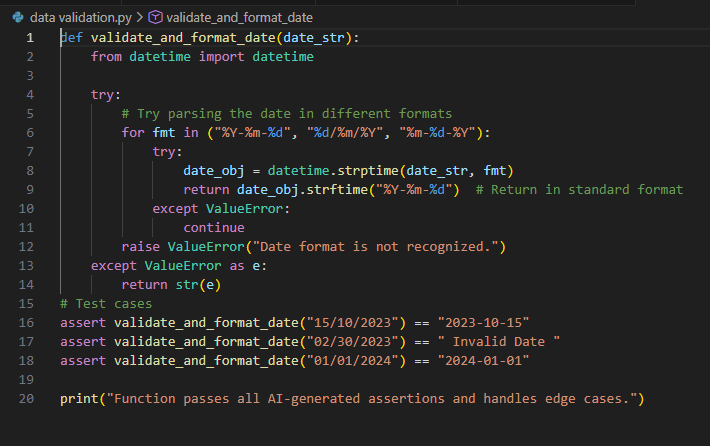 data validation.py > validate_and_format_date
1 def validate_and_format_date(date_str):
2     from datetime import datetime
3
4     try:
5         # Try parsing the date in different formats
6         for fmt in ("%Y-%m-%d", "%d/%m/%Y", "%m-%d-%Y"):
7             try:
8                 date_obj = datetime.strptime(date_str, fmt)
9                 return date_obj.strftime("%Y-%m-%d")  # Return in standard format
10             except ValueError:
11                 continue
12         raise ValueError("Date format is not recognized.")
13     except ValueError as e:
14         return str(e)
15 # Test cases
16 assert validate_and_format_date("15/10/2023") == "2023-10-15"
17 assert validate_and_format_date("02/30/2023") == " Invalid Date "
18 assert validate_and_format_date("01/01/2024") == "2024-01-01"
19
20 print("Function passes all AI-generated assertions and handles edge cases.")